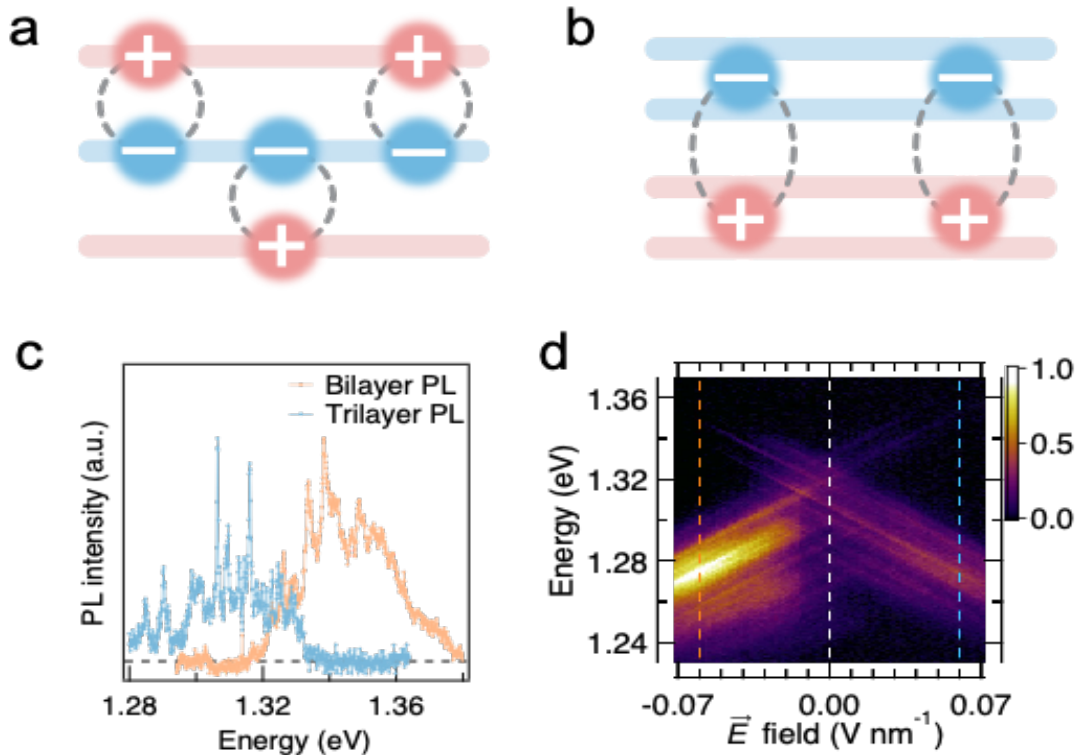 a
b
+
+
−
−
−
+
−
−
+
+
c
PL intensity (a.u.)
Bilayer PL
Trilayer PL
1.28
1.32
1.36
Energy (eV)
d
Energy (eV)
1.36
1.32
1.28
1.24
-0.07
0.00
0.07
E⃗ field (V nm⁻¹)
1.0
0.5
0.0